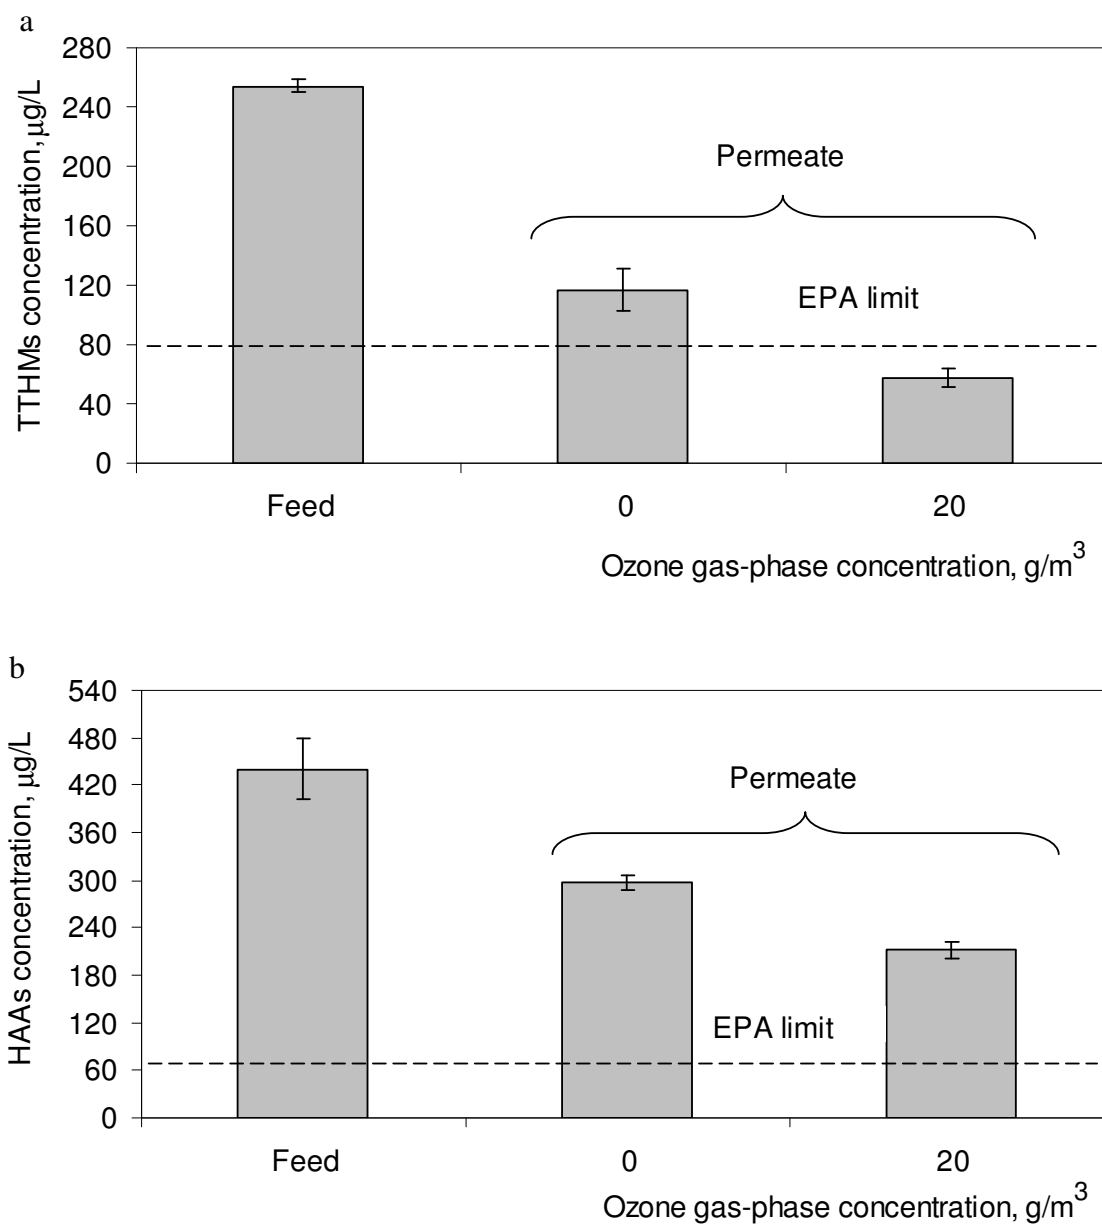 a
TTHMs concentration, µg/L
280
240
200
160
120
80
40
0
Permeate
EPA limit
Feed
0
20
Ozone gas-phase concentration, g/m³
b
HAAs concentration, µg/L
540
480
420
360
300
240
180
120
60
0
Permeate
EPA limit
Feed
0
20
Ozone gas-phase concentration, g/m³